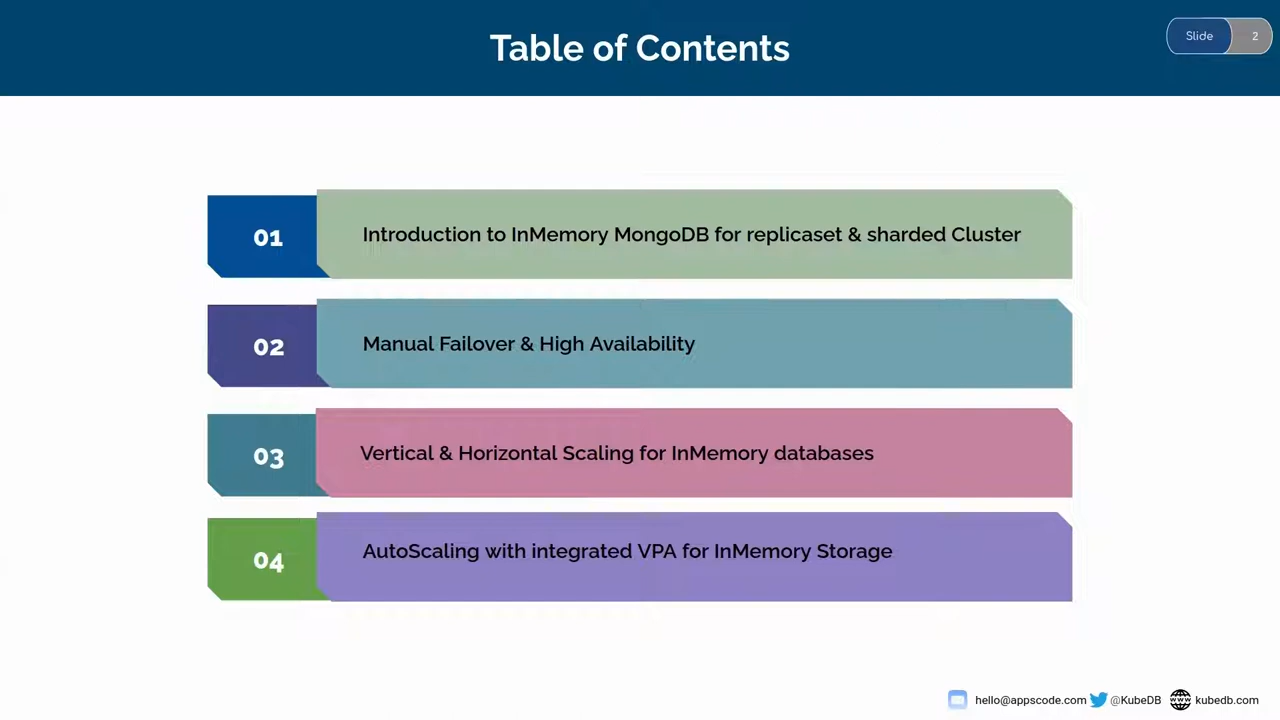 Table of Contents
Slide 2
01 Introduction to InMemory MongoDB for replicaset & sharded Cluster
02 Manual Failover & High Availability
03 Vertical & Horizontal Scaling for InMemory databases
04 AutoScaling with integrated VPA for InMemory Storage
hello@appscode.com @KubeDB kubedb.com